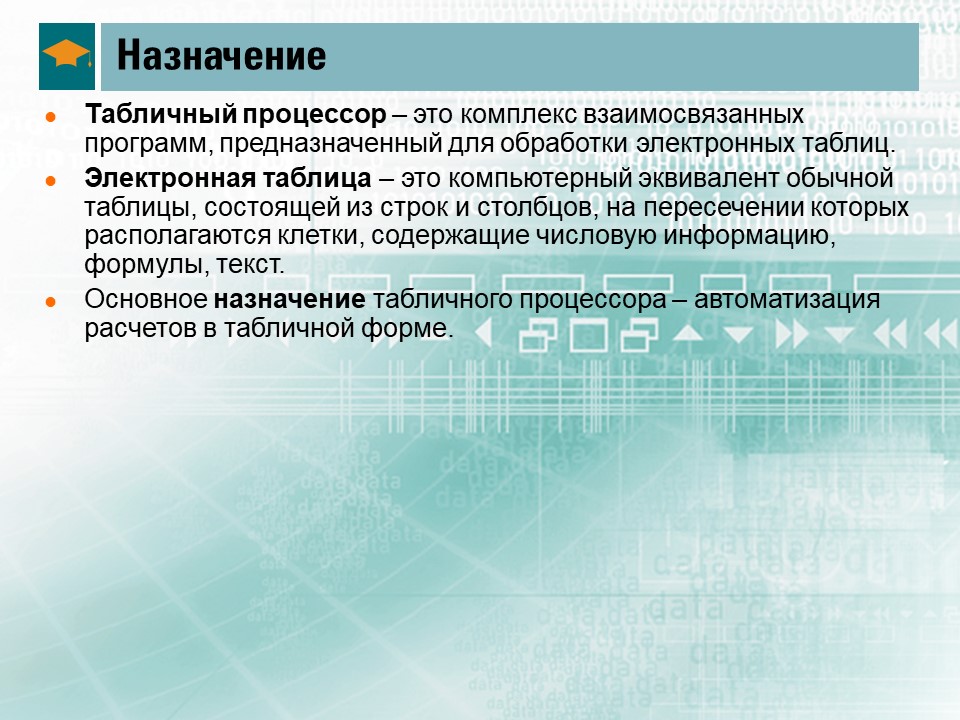 Назначение
Табличный процессор – это комплекс взаимосвязанных
программ, предназначенный для обработки электронных таблиц.
Электронная таблица – это компьютерный эквивалент обычной
таблицы, состоящей из строк и столбцов, на пересечении которых
располагаются клетки, содержащие числовую информацию,
формулы, текст.
Основное назначение табличного процессора – автоматизация
расчетов в табличной форме.